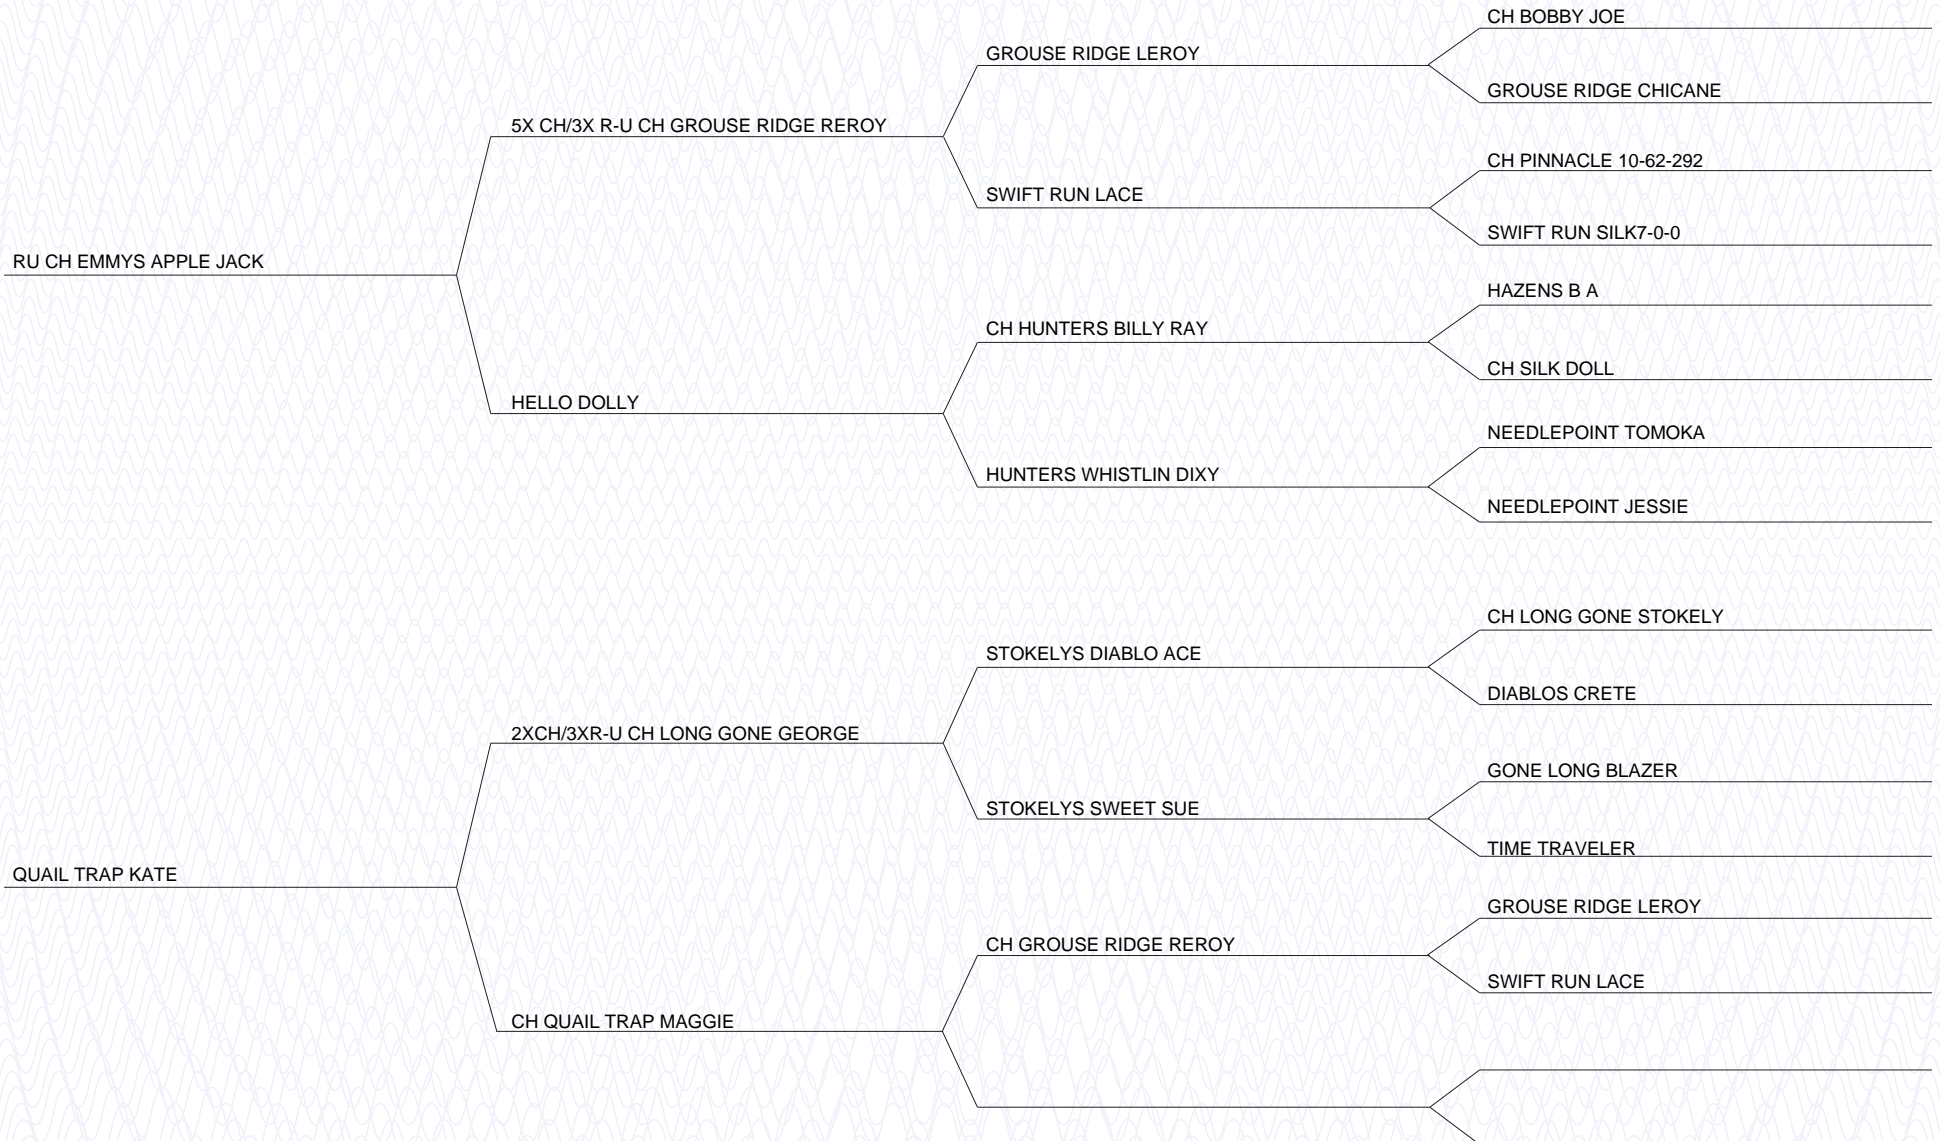 CH BOBBY JOE
GROUSE RIDGE LEROY
GROUSE RIDGE CHICANE
5X CH/3X R-U CH GROUSE RIDGE REROY
CH PINNACLE 10-62-292
SWIFT RUN LACE
SWIFT RUN SILK7-0-0
RU CH EMMYS APPLE JACK
HAZENS B A
CH HUNTERS BILLY RAY
CH SILK DOLL
HELLO DOLLY
NEEDLEPOINT TOMOKA
HUNTERS WHISTLIN DIXY
NEEDLEPOINT JESSIE
CH LONG GONE STOKELY
STOKELYS DIABLO ACE
DIABLOS CRETE
2XCH/3XR-U CH LONG GONE GEORGE
GONE LONG BLAZER
STOKELYS SWEET SUE
TIME TRAVELER
QUAIL TRAP KATE
GROUSE RIDGE LEROY
CH GROUSE RIDGE REROY
SWIFT RUN LACE
CH QUAIL TRAP MAGGIE